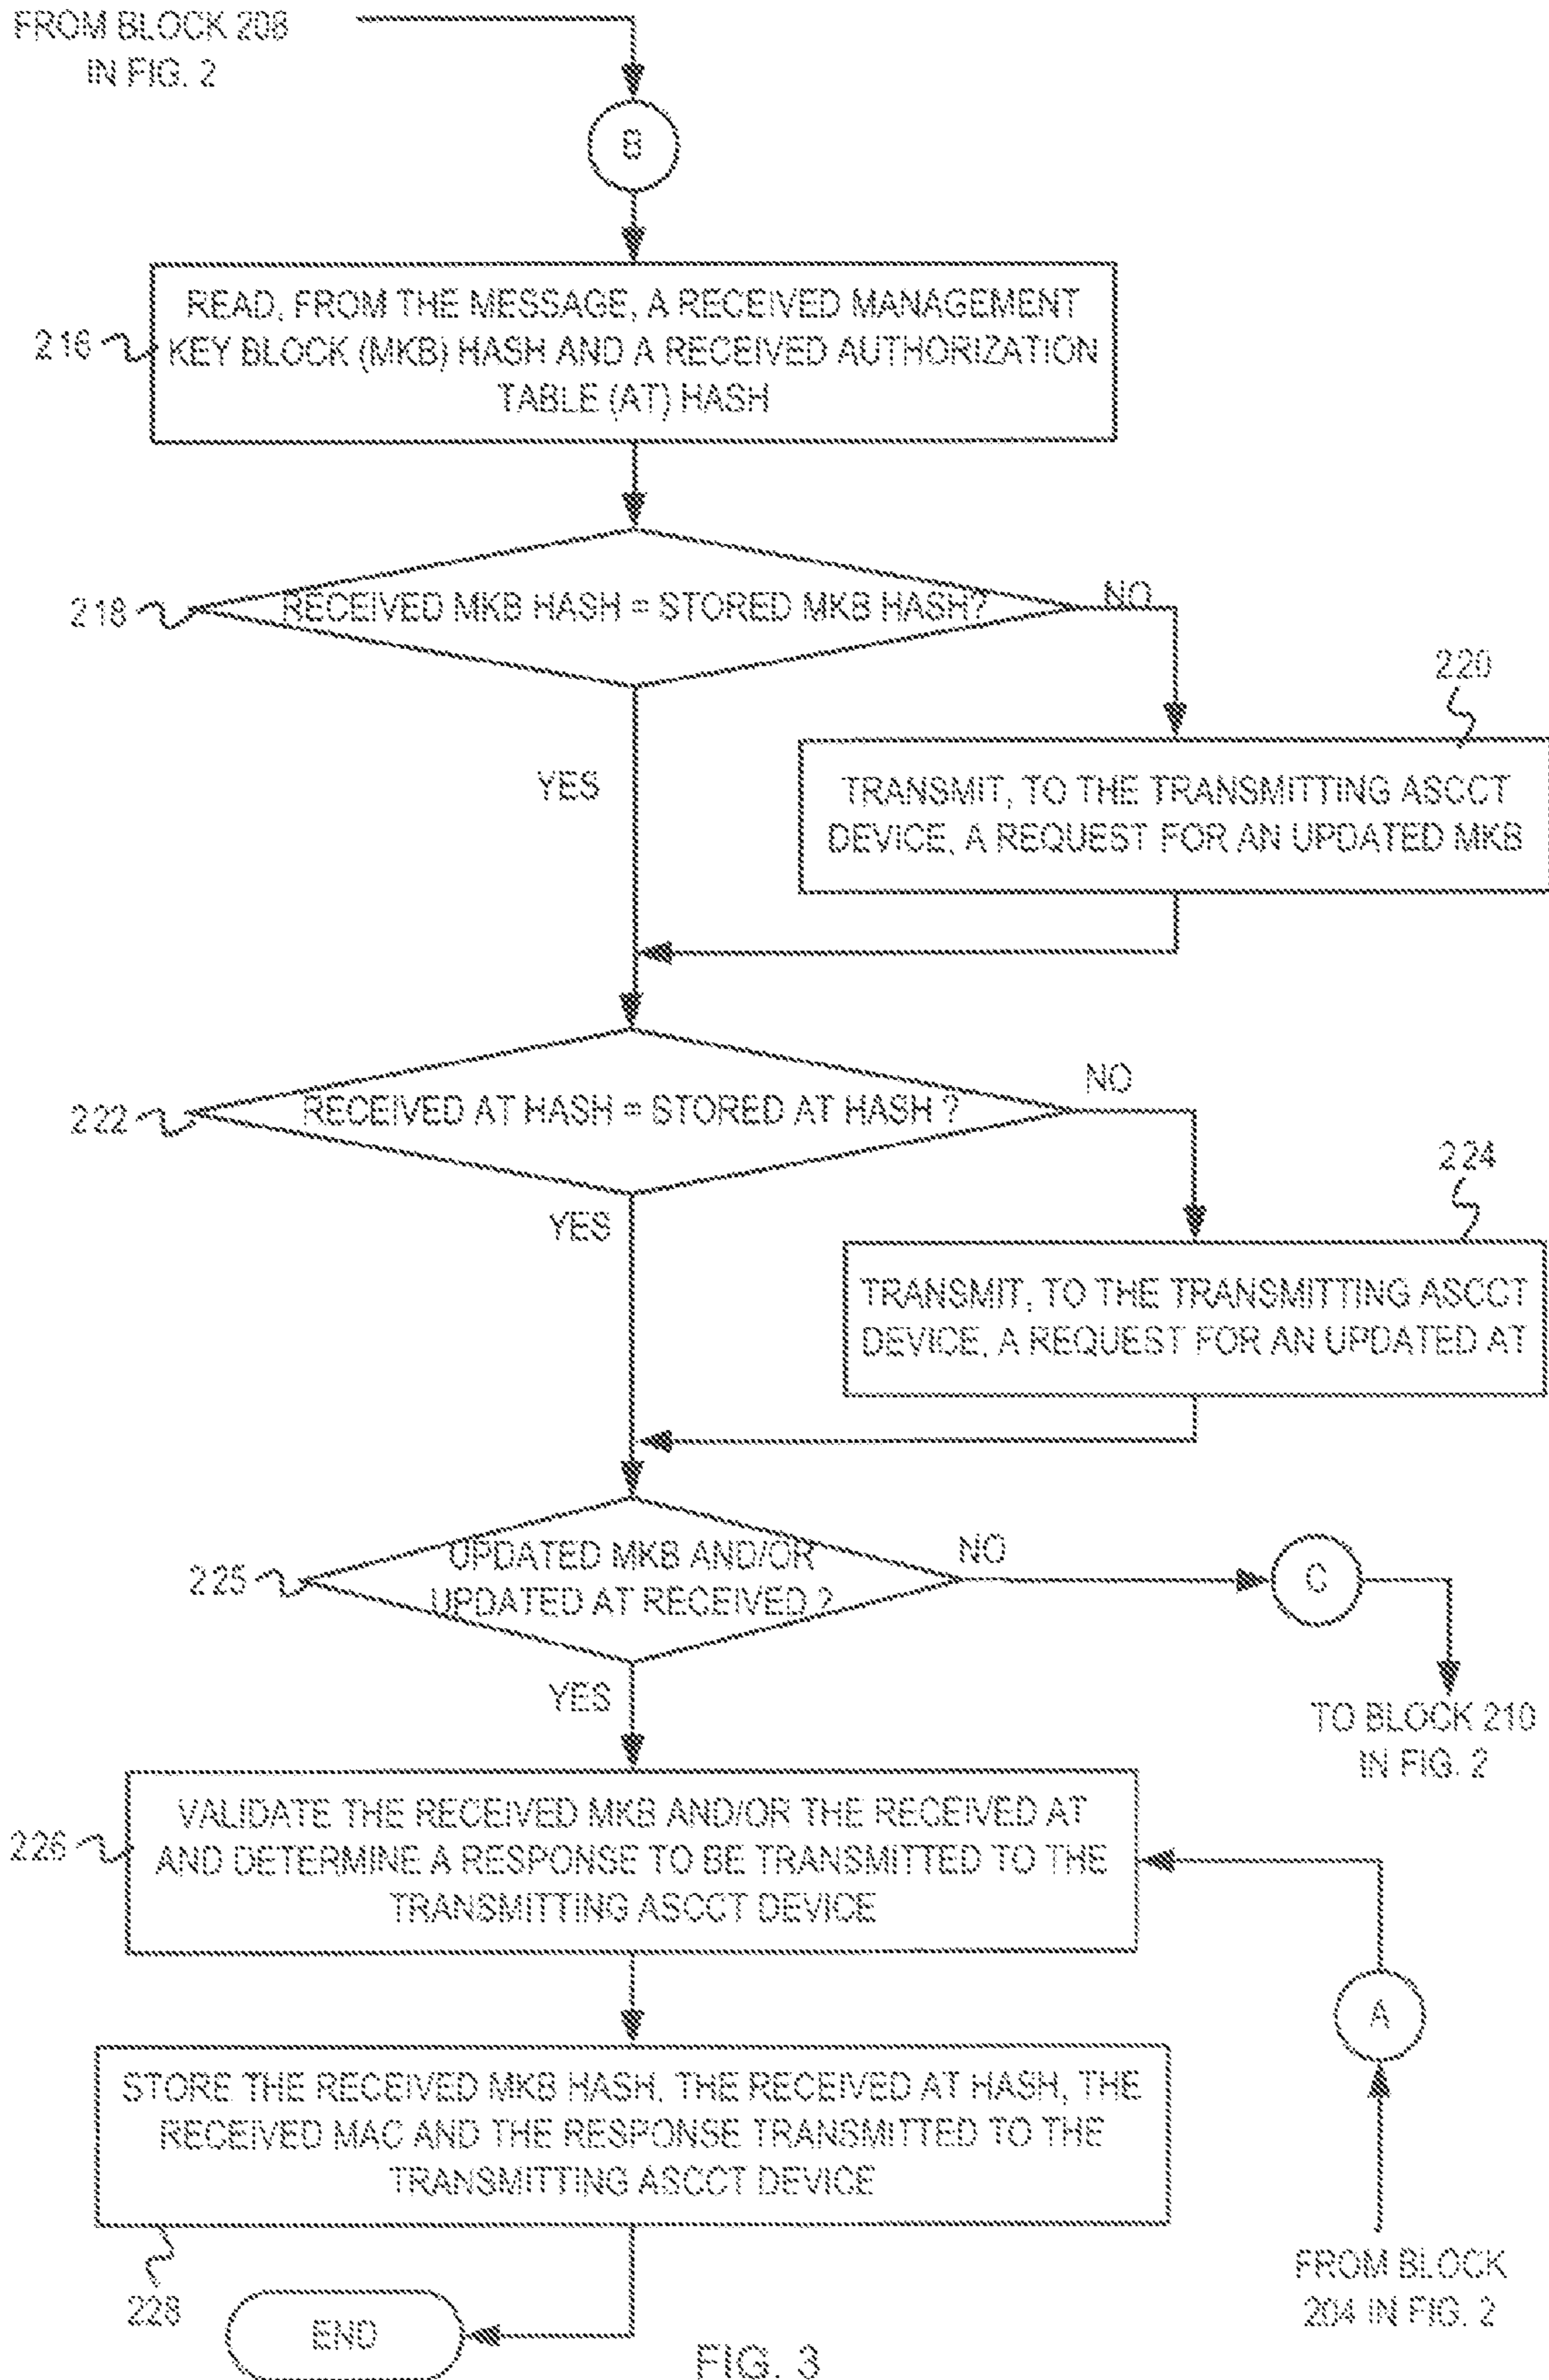 FROM BLOCK 208
IN FIG. 2
B
216
READ, FROM THE MESSAGE, A RECEIVED MANAGEMENT
KEY BLOCK (MKB) HASH AND A RECEIVED AUTHORIZATION
TABLE (AT) HASH
218
RECEIVED MKB HASH = STORED MKB HASH?
NO
220
YES
TRANSMIT, TO THE TRANSMITTING ASCCT
DEVICE, A REQUEST FOR AN UPDATED MKB
222
RECEIVED AT HASH = STORED AT HASH ?
NO
224
YES
TRANSMIT, TO THE TRANSMITTING ASCCT
DEVICE, A REQUEST FOR AN UPDATED AT
225
UPDATED MKB AND/OR
UPDATED AT RECEIVED ?
NO
C
YES
TO BLOCK 210
IN FIG. 2
226
VALIDATE THE RECEIVED MKB AND/OR THE RECEIVED AT
AND DETERMINE A RESPONSE TO BE TRANSMITTED TO THE
TRANSMITTING ASCCT DEVICE
A
STORE THE RECEIVED MKB HASH, THE RECEIVED AT HASH, THE
RECEIVED MAC AND THE RESPONSE TRANSMITTED TO THE
TRANSMITTING ASCCT DEVICE
228
END
FROM BLOCK
204 IN FIG. 2
FIG. 3